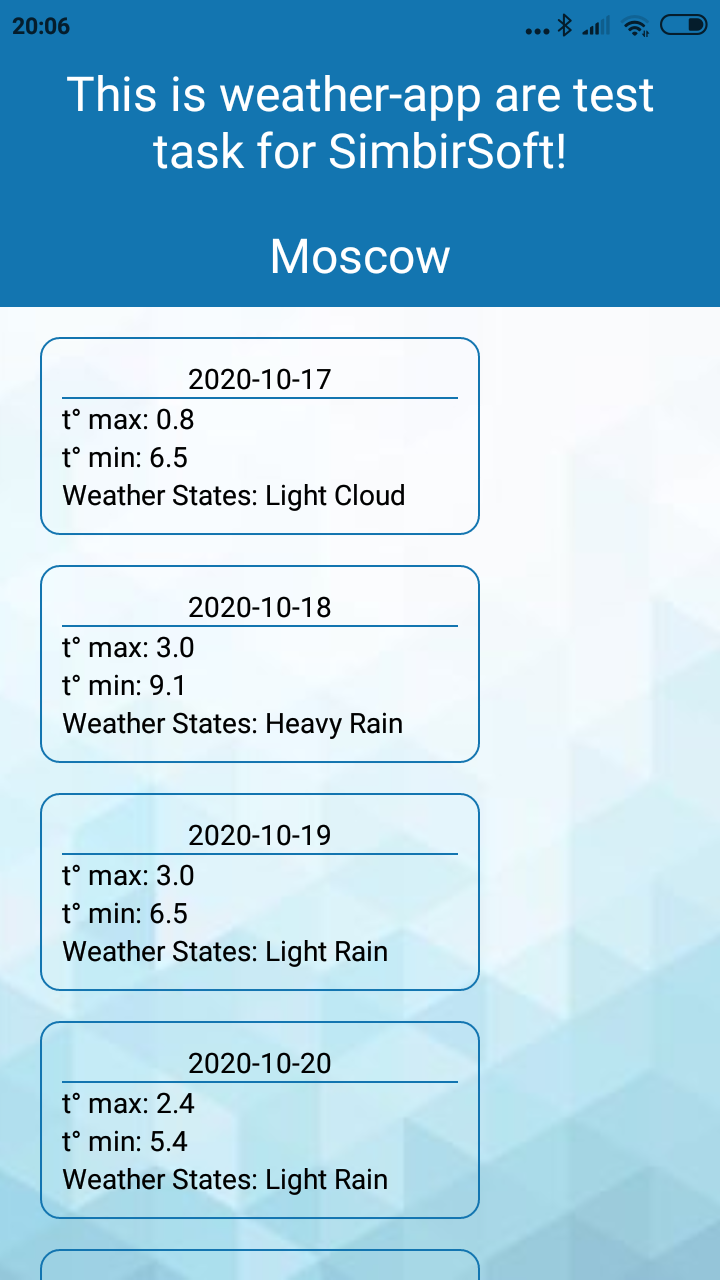 20:06
This is weather-app are test
task for SimbirSoft!
Moscow
2020-10-17
t° max: 0.8
t° min: 6.5
Weather States: Light Cloud
2020-10-18
t° max: 3.0
t° min: 9.1
Weather States: Heavy Rain
2020-10-19
t° max: 3.0
t° min: 6.5
Weather States: Light Rain
2020-10-20
t° max: 2.4
t° min: 5.4
Weather States: Light Rain